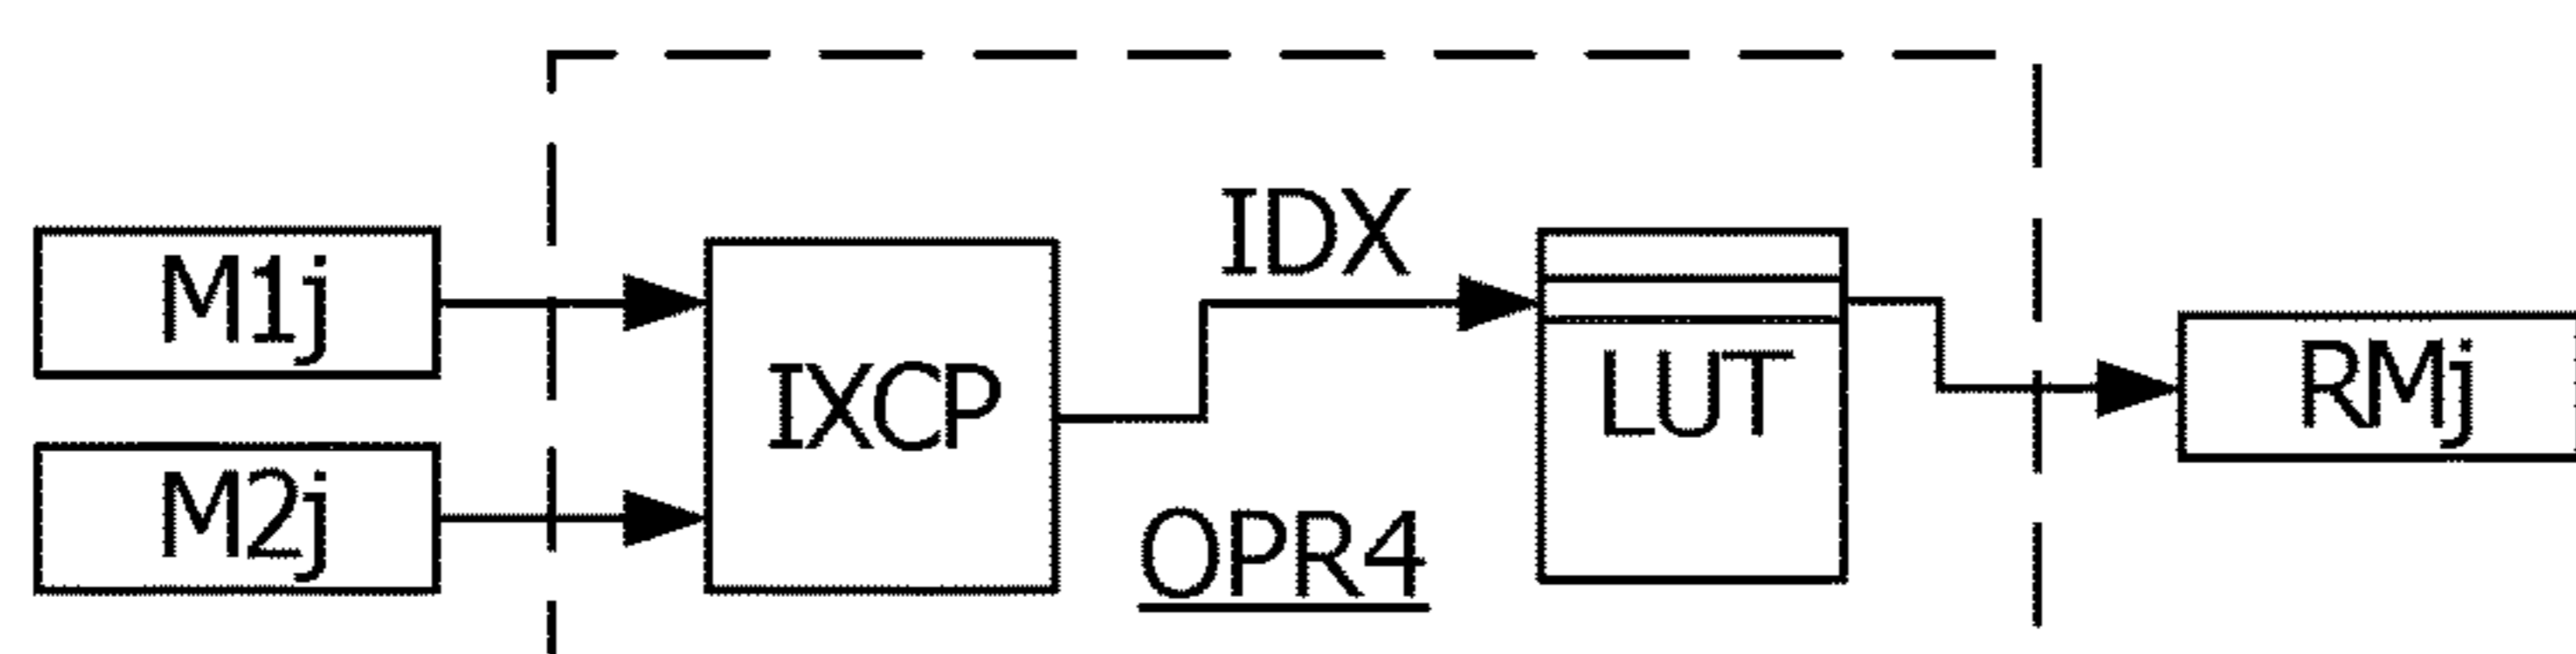 M1j
M2j
IXCP
IDX
OPR4
LUT
RMj